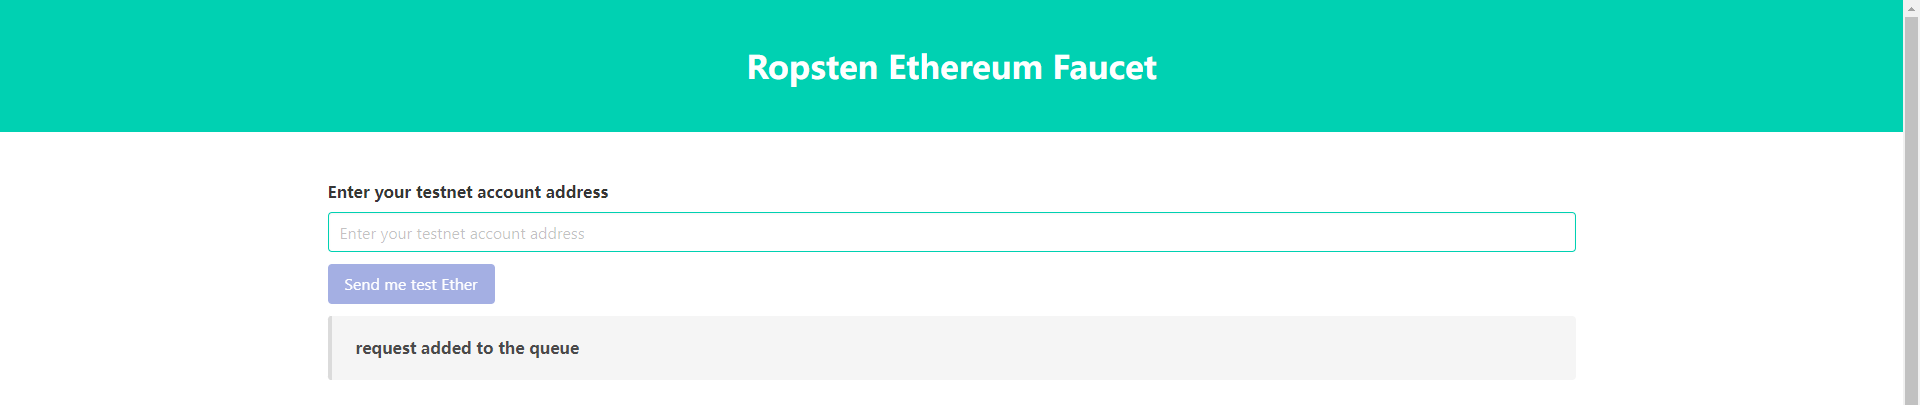 Ropsten Ethereum Faucet
Enter your testnet account address
Enter your testnet account address
Send me test Ether
request added to the queue